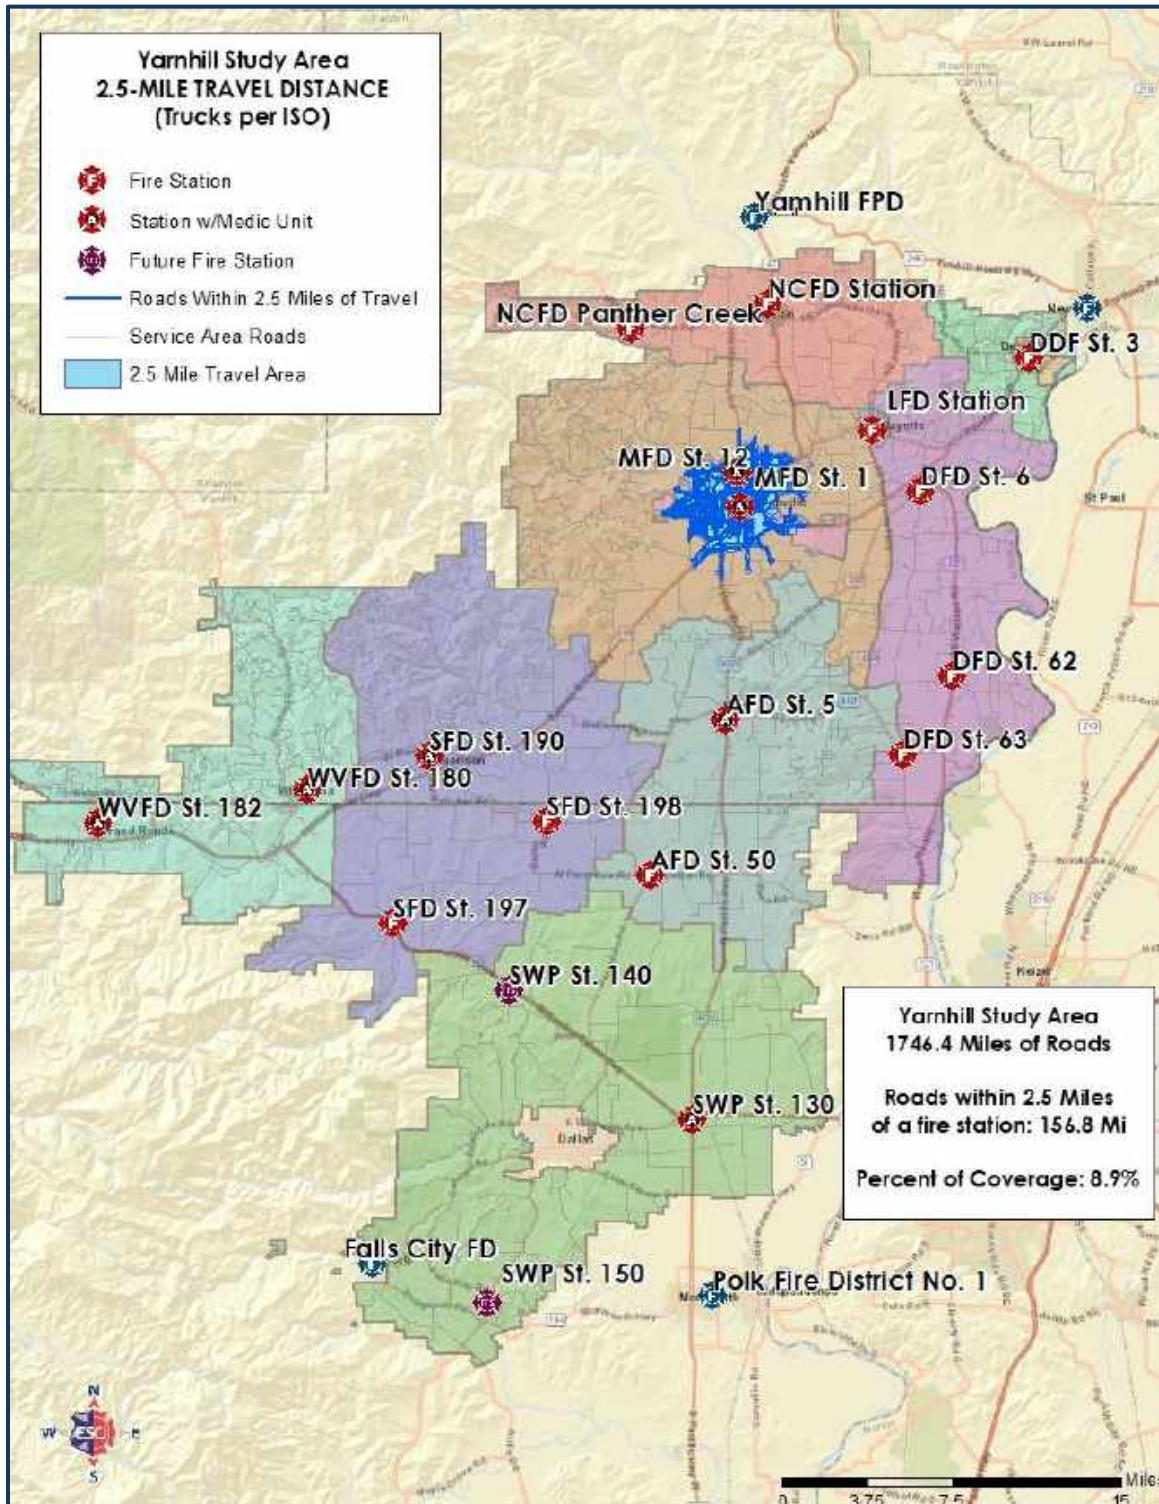 Yamhill Study Area
2.5-MILE TRAVEL DISTANCE
(Trucks per ISO)
Fire Station
Station w/Medic Unit
Future Fire Station
Roads Within 2.5 Miles of Travel
Service Area Roads
2.5 Mile Travel Area
Yamhill FPD
NCFD Station
NCFD Panther Creek
DDF St. 3
LFD Station
MFD St. 12
MFD St. 1
DFD St. 6
St Paul
DFD St. 62
AFD St. 5
DFD St. 63
SFD St. 190
WVFD St. 180
WVFD St. 182
SFD St. 198
AFD St. 50
SFD St. 197
SWP St. 140
Keizer
Yamhill Study Area
1746.4 Miles of Roads
Roads within 2.5 Miles
of a fire station: 156.8 Mi
Percent of Coverage: 8.9%
SWP St. 130
Dallas
Falls City FD
SWP St. 150
Polk Fire District No. 1
N
W
ESCI
E
S
Miles
0 3.75 7.5 15